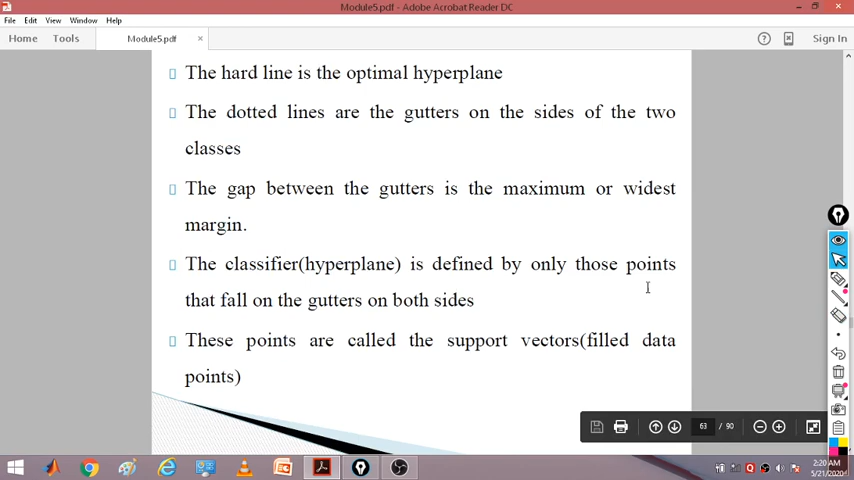 Module5.pdf - Adobe Acrobat Reader DC
File Edit View Window Help
Home Tools Module5.pdf × Sign In
The hard line is the optimal hyperplane
The dotted lines are the gutters on the sides of the two
classes
The gap between the gutters is the maximum or widest
margin.
The classifier(hyperplane) is defined by only those points
that fall on the gutters on both sides
These points are called the support vectors(filled data
points)
63 / 90
2:20 AM
5/21/2020